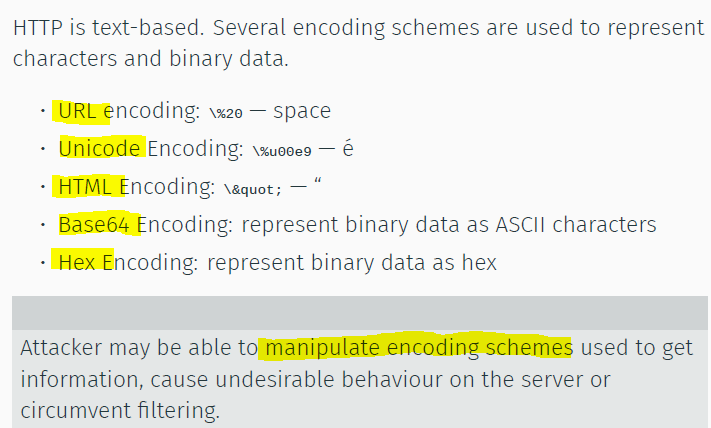 HTTP is text-based. Several encoding schemes are used to represent
characters and binary data.
• URL encoding: \%20 — space
• Unicode Encoding: \%u00e9 — é
• HTML Encoding: \&quot; — “
• Base64 Encoding: represent binary data as ASCII characters
• Hex Encoding: represent binary data as hex
Attacker may be able to manipulate encoding schemes used to get
information, cause undesirable behaviour on the server or
circumvent filtering.